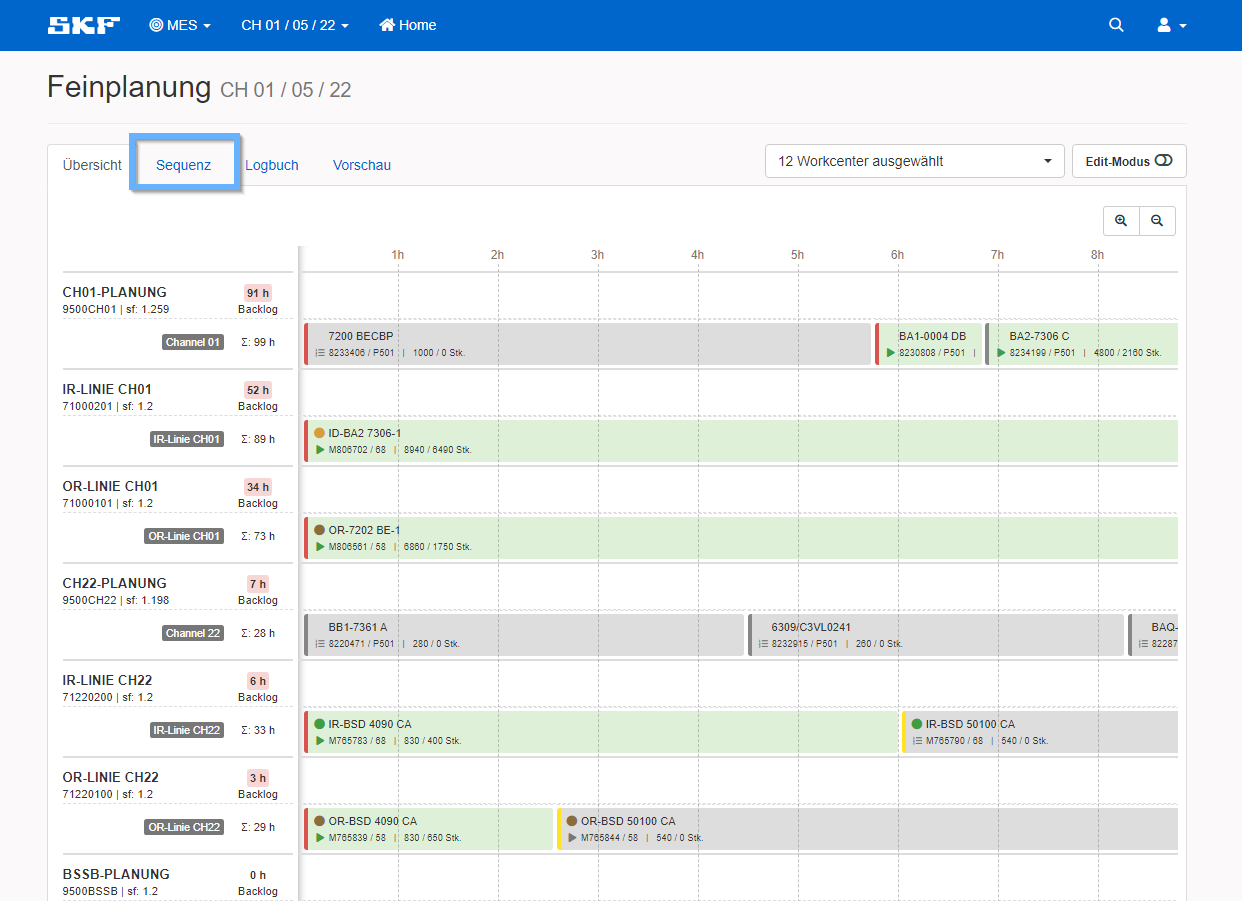 SKF MES CH 01 / 05 / 22 Home
Feinplanung CH 01 / 05 / 22
Übersicht Sequenz Logbuch Vorschau 12 Workcenter ausgewählt Edit-Modus
1h 2h 3h 4h 5h 6h 7h 8h
CH01-PLANUNG 91 h
9500CH01 | sf: 1.259 Backlog
Channel 01 Σ: 99 h
7200 BECBP
8233406 / P501 | 1000 / 0 Stk.
BA1-0004 DB
8230808 / P501 |
BA2-7306 C
8234199 / P501 | 4800 / 2160 Stk.
IR-LINIE CH01 52 h
71000201 | sf: 1.2 Backlog
IR-Linie CH01 Σ: 89 h
ID-BA2 7306-1
M806702 / 68 | 8940 / 6490 Stk.
OR-LINIE CH01 34 h
71000101 | sf: 1.2 Backlog
OR-Linie CH01 Σ: 73 h
OR-7202 BE-1
M806561 / 58 | 6860 / 1750 Stk.
CH22-PLANUNG 7 h
9500CH22 | sf: 1.198 Backlog
Channel 22 Σ: 28 h
BB1-7361 A
8220471 / P501 | 280 / 0 Stk.
6309/C3VL0241
8232915 / P501 | 260 / 0 Stk.
BAQ-
82287
IR-LINIE CH22 6 h
71220200 | sf: 1.2 Backlog
IR-Linie CH22 Σ: 33 h
IR-BSD 4090 CA
M765783 / 68 | 830 / 400 Stk.
IR-BSD 50100 CA
M765790 / 68 | 540 / 0 Stk.
OR-LINIE CH22 3 h
71220100 | sf: 1.2 Backlog
OR-Linie CH22 Σ: 29 h
OR-BSD 4090 CA
M765839 / 58 | 830 / 650 Stk.
OR-BSD 50100 CA
M765844 / 58 | 540 / 0 Stk.
BSSB-PLANUNG 0 h
9500BSSB | sf: 1.2 Backlog